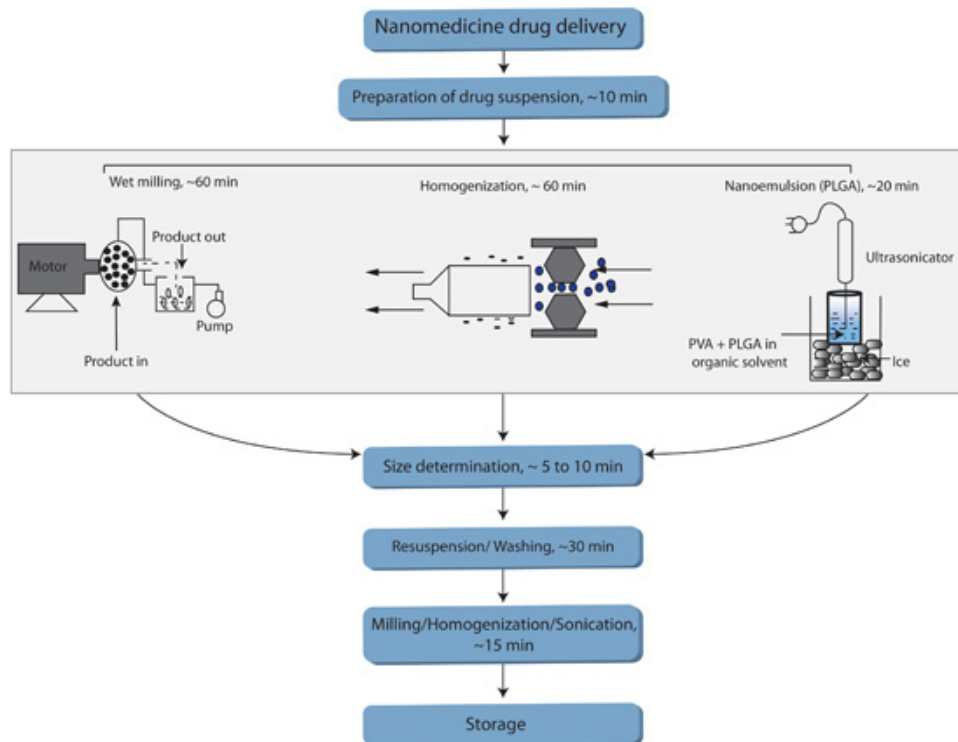 Nanomedicine drug delivery
Preparation of drug suspension, ~10 min
Wet milling, ~60 min
Homogenization, ~ 60 min
Nanoemulsion (PLGA), ~20 min
Product out
Motor
Ultrasonicator
Pump
PVA + PLGA in
organic solvent
Product in
Ice
Size determination, ~ 5 to 10 min
Resuspension/ Washing, ~30 min
Milling/Homogenization/Sonication,
~15 min
Storage